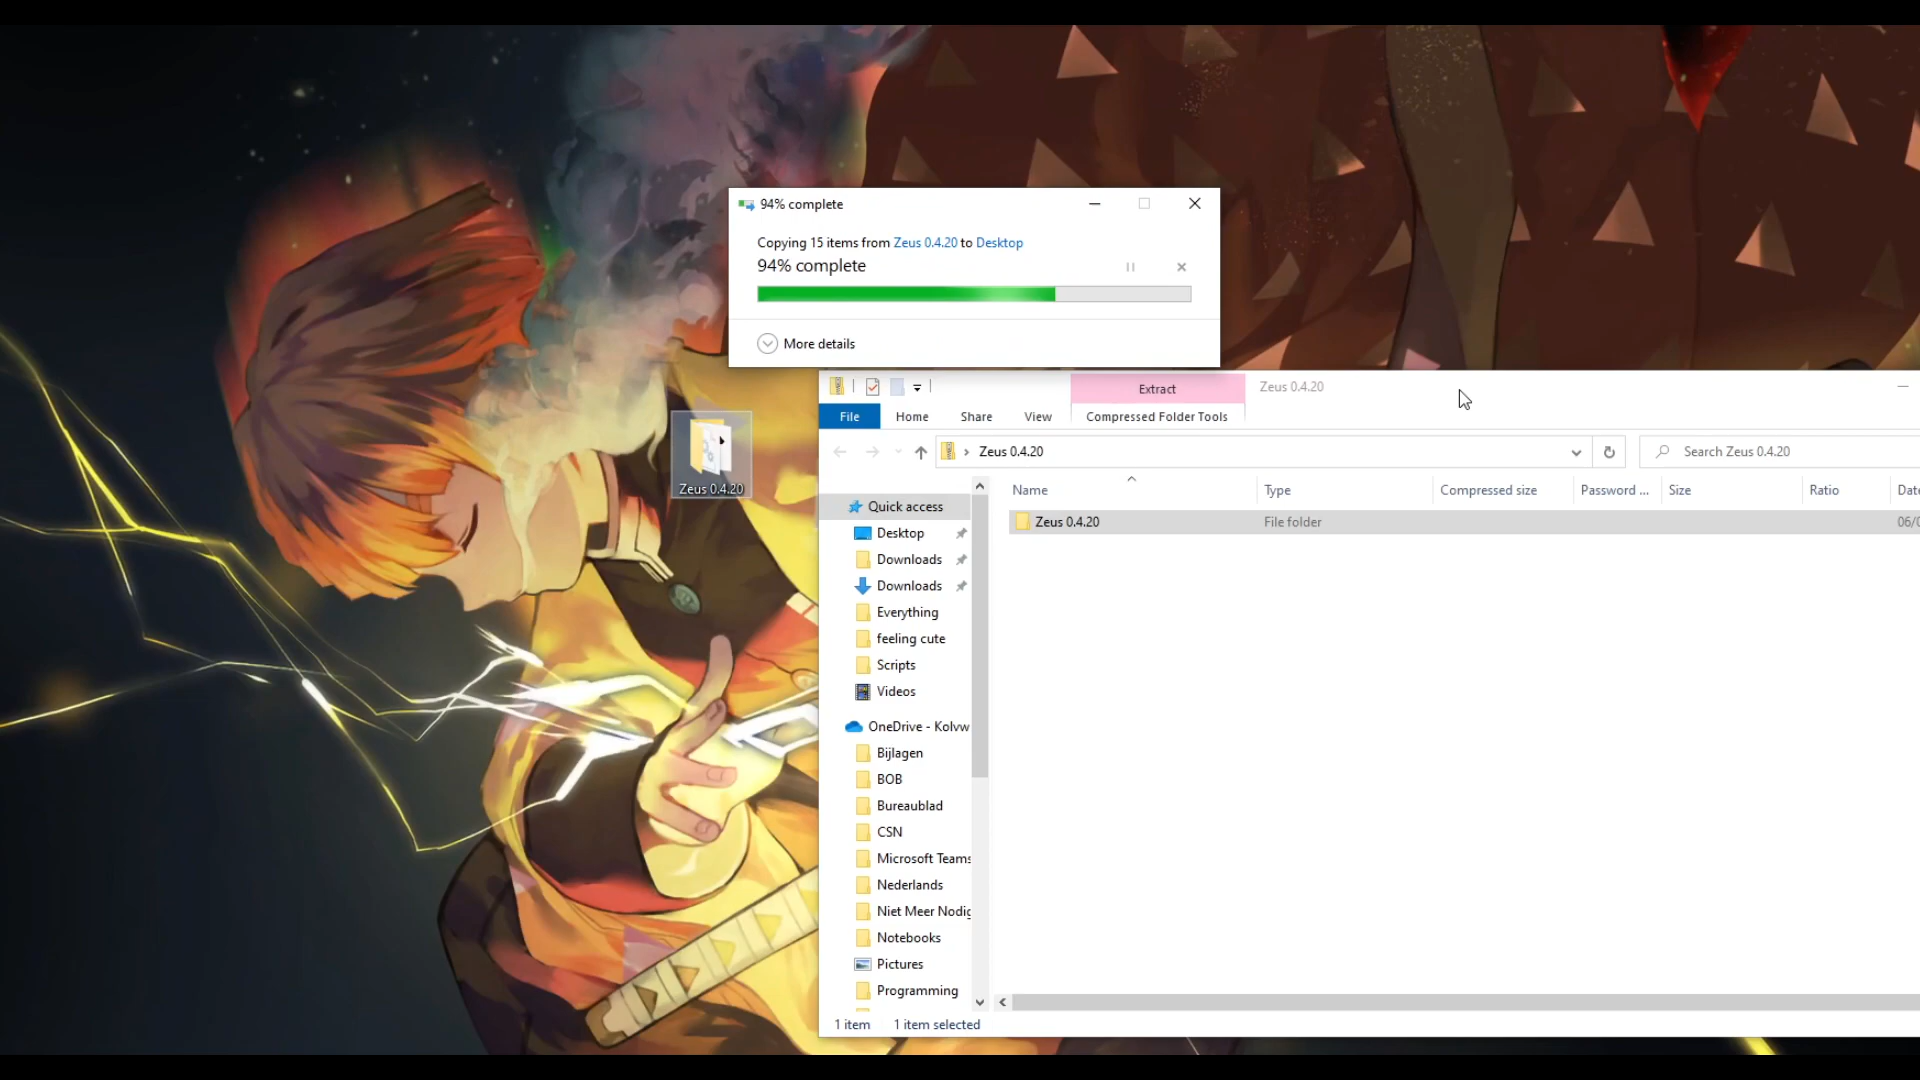 94% complete
Copying 15 items from Zeus 0.4.20 to Desktop
94% complete
More details
Extract
Zeus 0.4.20
File
Home
Share
View
Compressed Folder Tools
Zeus 0.4.20
Search Zeus 0.4.20
Name
Type
Compressed size
Password ...
Size
Ratio
Date
Zeus 0.4.20
File folder
06/0
Zeus 0.4.20
Quick access
Desktop
Downloads
Downloads
Everything
feeling cute
Scripts
Videos
OneDrive - Kolvw
Bijlagen
BOB
Bureaublad
CSN
Microsoft Teams
Nederlands
Niet Meer Nodig
Notebooks
Pictures
Programming
1 item
1 item selected